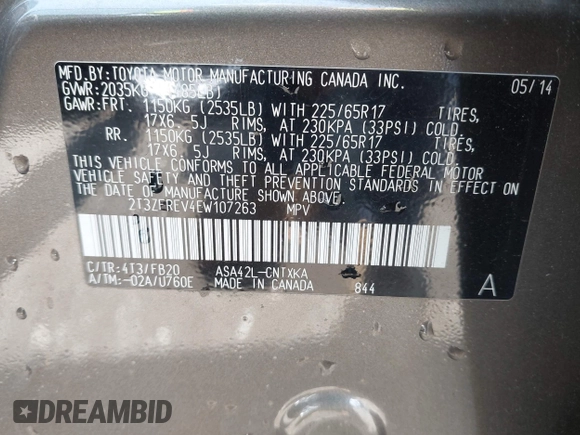 MFD.BY:TOYOTA MOTOR MANUFACTURING CANADA INC. 05/14
GVWR:2035KG
GAWR:FRT. 1150KG (2535LB) WITH 225/65R17 TIRES,
17X6.5J RIMS, AT 230KPA (33PSI) COLD.
RR. 1150KG (2535LB) WITH 225/65R17 TIRES,
17X6.5J RIMS, AT 230KPA (33PSI) COLD.
THIS VEHICLE CONFORMS TO ALL APPLICABLE FEDERAL MOTOR
VEHICLE SAFETY AND THEFT PREVENTION STANDARDS IN EFFECT ON
THE DATE OF MANUFACTURE SHOWN ABOVE.
2T3ZFREV4EW107263 MPV
C/TR:4T3/FB20 ASA42L-CNTXKA
A/TM:-02A/U760E MADE IN CANADA 844 A
DREAMBID